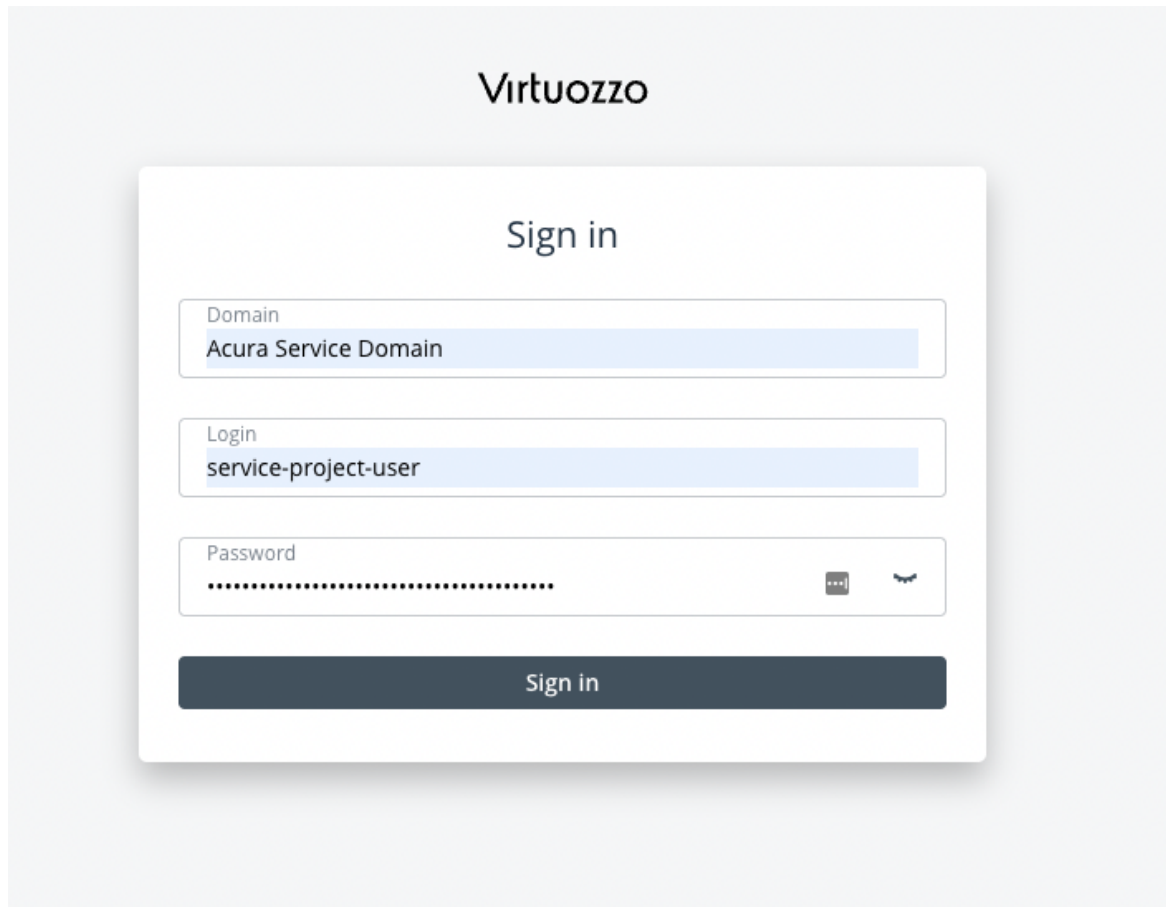 Virtuozzo
Sign in
Domain
Acura Service Domain
Login
service-project-user
Password
••••••••••••••••••••••••••••••••••••••••
Sign in